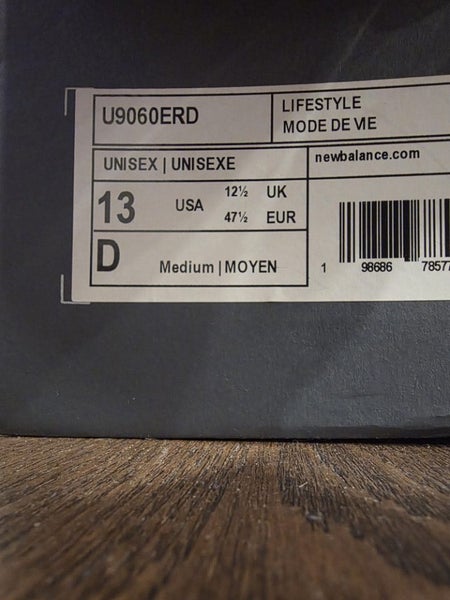 U9060ERD
LIFESTYLE
MODE DE VIE
UNISEX | UNISEXE
newbalance.com
13 USA 12½ UK
47½ EUR
D Medium | MOYEN
1 98686 78577